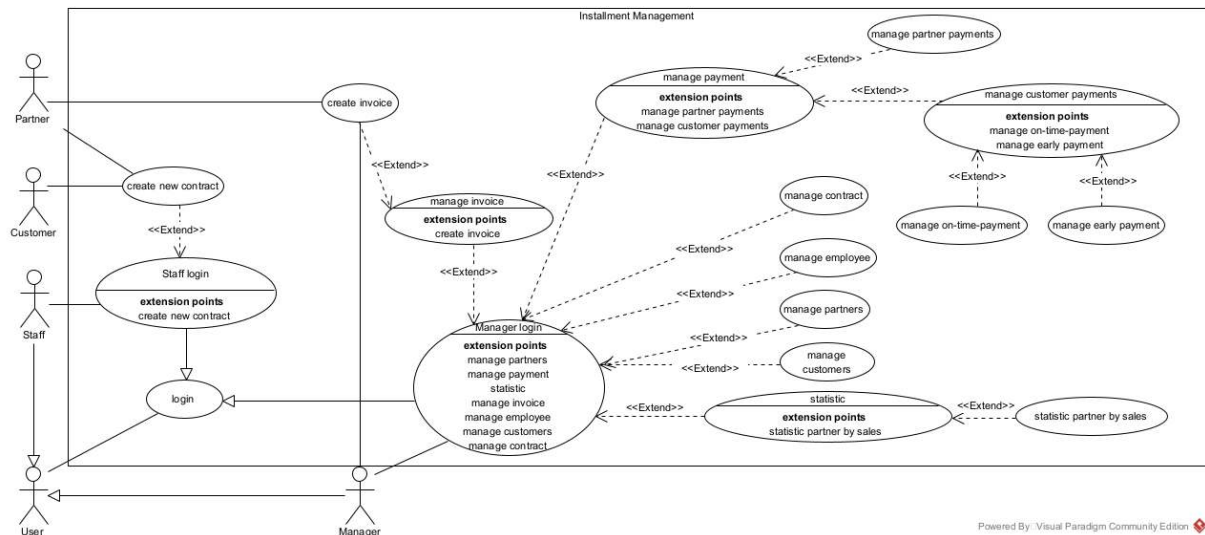 Installment Management
manage partner payments
<<Extend>>
manage payment
extension points
manage partner payments
manage customer payments
<<Extend>>
manage customer payments
extension points
manage on-time-payment
manage early payment
Partner
create invoice
<<Extend>>
<<Extend>>
<<Extend>>
<<Extend>>
Customer
create new contract
manage invoice
extension points
create invoice
manage contract
manage on-time-payment
manage early payment
<<Extend>>
<<Extend>>
manage employee
Staff login
extension points
create new contract
<<Extend>>
<<Extend>>
manage partners
Staff
Manager login
extension points
manage partners
manage payment
statistic
manage invoice
manage employee
manage customers
manage contract
<<Extend>>
<<Extend>>
manage
customers
login
<<Extend>>
statistic
extension points
statistic partner by sales
<<Extend>>
statistic partner by sales
User
Manager
Powered By Visual Paradigm Community Edition